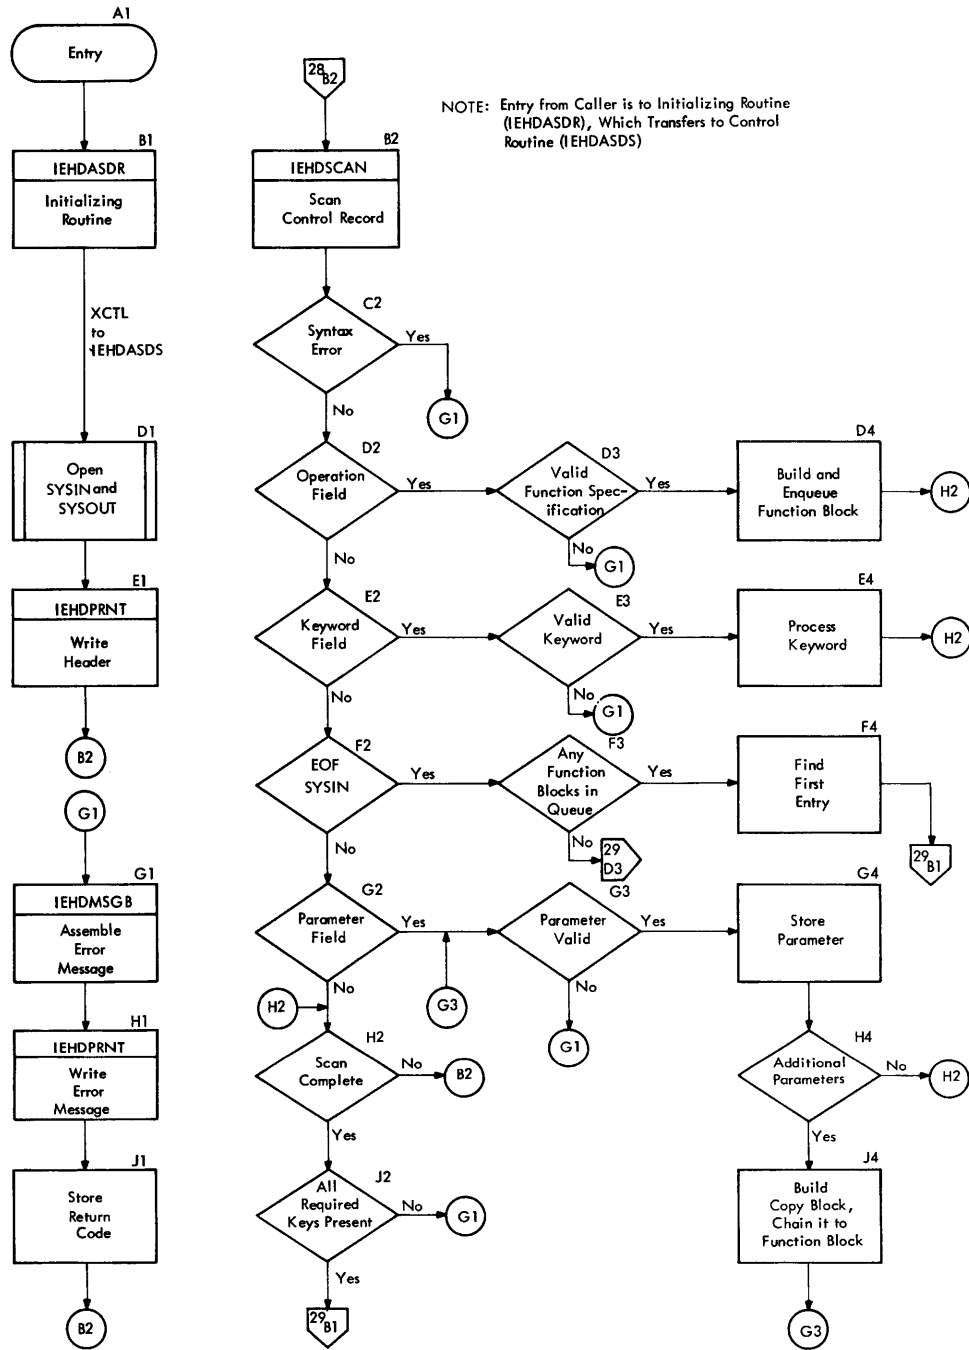 A1
Entry
B1
IEHDASDR
Initializing
Routine
XCTL
to
IEHDASDS
D1
Open
SYSIN and
SYSOUT
E1
IEHDPRNT
Write
Header
B2
G1
G1
IEHDMSGB
Assemble
Error
Message
H1
IEHDPRNT
Write
Error
Message
J1
Store
Return
Code
B2
28
B2
NOTE: Entry from Caller is to Initializing Routine
(IEHDASDR), Which Transfers to Control
Routine (IEHDASDS)
B2
IEHDSCAN
Scan
Control Record
C2
Syntax
Error
Yes
G1
No
D2
Operation
Field
Yes
D3
Valid
Function Spec-
ification
Yes
D4
Build and
Enqueue
Function Block
H2
No
G1
No
E2
Keyword
Field
Yes
E3
Valid
Keyword
Yes
E4
Process
Keyword
H2
No
G1
No
F2
EOF
SYSIN
Yes
F3
Any
Function
Blocks in
Queue
Yes
F4
Find
First
Entry
29
B1
No
29
D3
No
G2
Parameter
Field
Yes
G3
G3
Parameter
Valid
Yes
G4
Store
Parameter
No
G1
No
H2
H2
Scan
Complete
No
B2
H4
Additional
Parameters
No
H2
Yes
Yes
J2
All
Required
Keys Present
No
G1
J4
Build
Copy Block,
Chain it to
Function Block
Yes
29
B1
G3